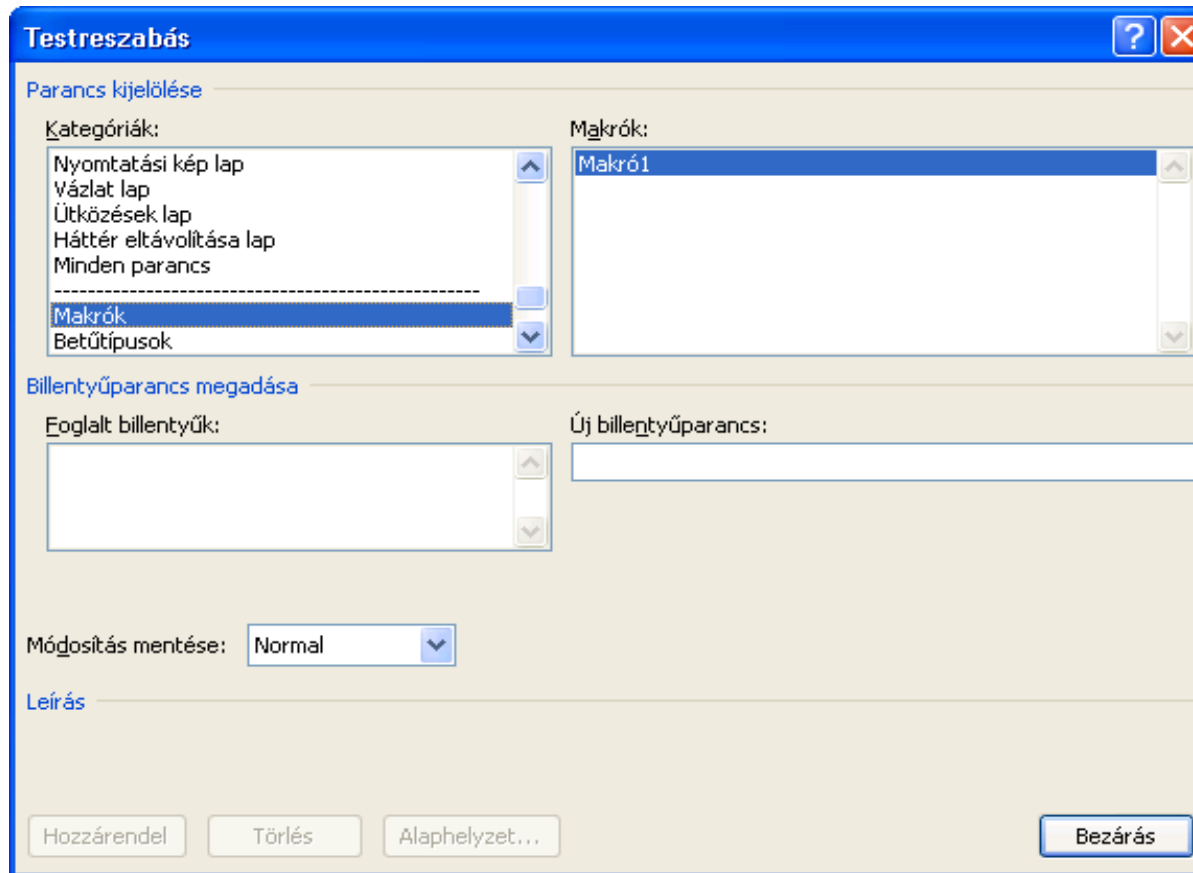 Testreszabás
Parancs kijelölése
Kategóriák:
Makrók:
Nyomtatási kép lap
Vázlat lap
Ütközések lap
Háttér eltávolítása lap
Minden parancs
---------------------------------------------------
Makrók
Betűtípusok
Makró1
Billentyűparancs megadása
Foglalt billentyűk:
Új billentyűparancs:
Módosítás mentése:
Normal
Leírás
Hozzárendel
Törlés
Alaphelyzet...
Bezárás